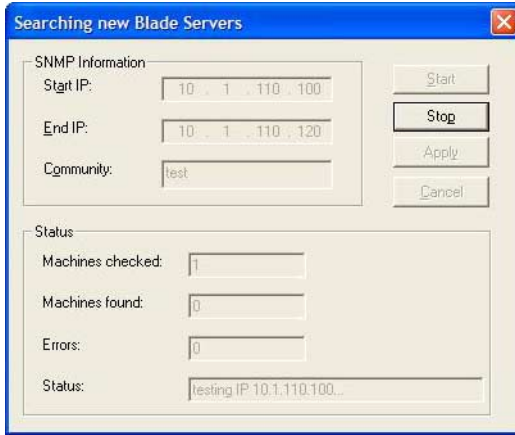 Searching new Blade Servers
SNMP Information
Start IP: 10 . 1 . 110 . 100
Start
End IP: 10 . 1 . 110 . 120
Stop
Community: test
Apply
Cancel
Status
Machines checked: 1
Machines found: 0
Errors: 0
Status: testing IP 10.1.110.100...